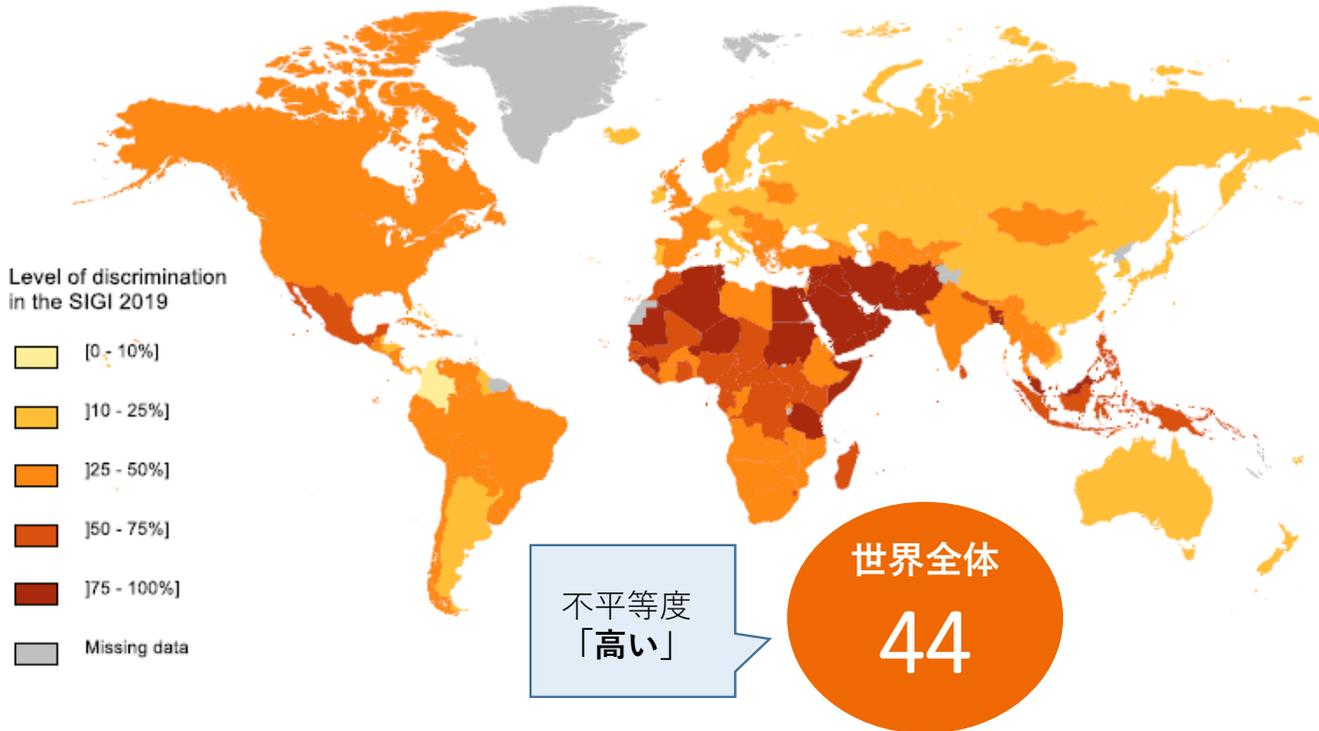 Level of discrimination
in the SIGI 2019
[0 - 10%]
]10 - 25%]
]25 - 50%]
]50 - 75%]
]75 - 100%]
Missing data
不平等度
「高い」
世界全体
44